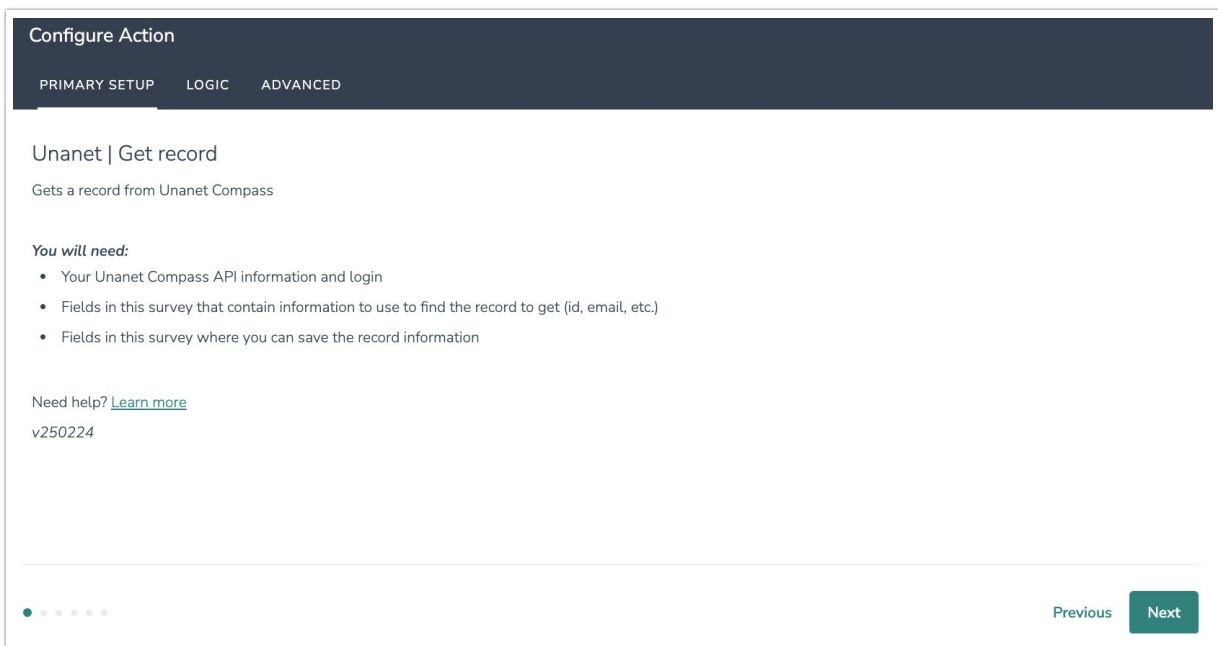 Configure Action
PRIMARY SETUP LOGIC ADVANCED
Unanet | Get record
Gets a record from Unanet Compass
You will need:
• Your Unanet Compass API information and login
• Fields in this survey that contain information to use to find the record to get (id, email, etc.)
• Fields in this survey where you can save the record information
Need help? Learn more
v250224
Previous Next